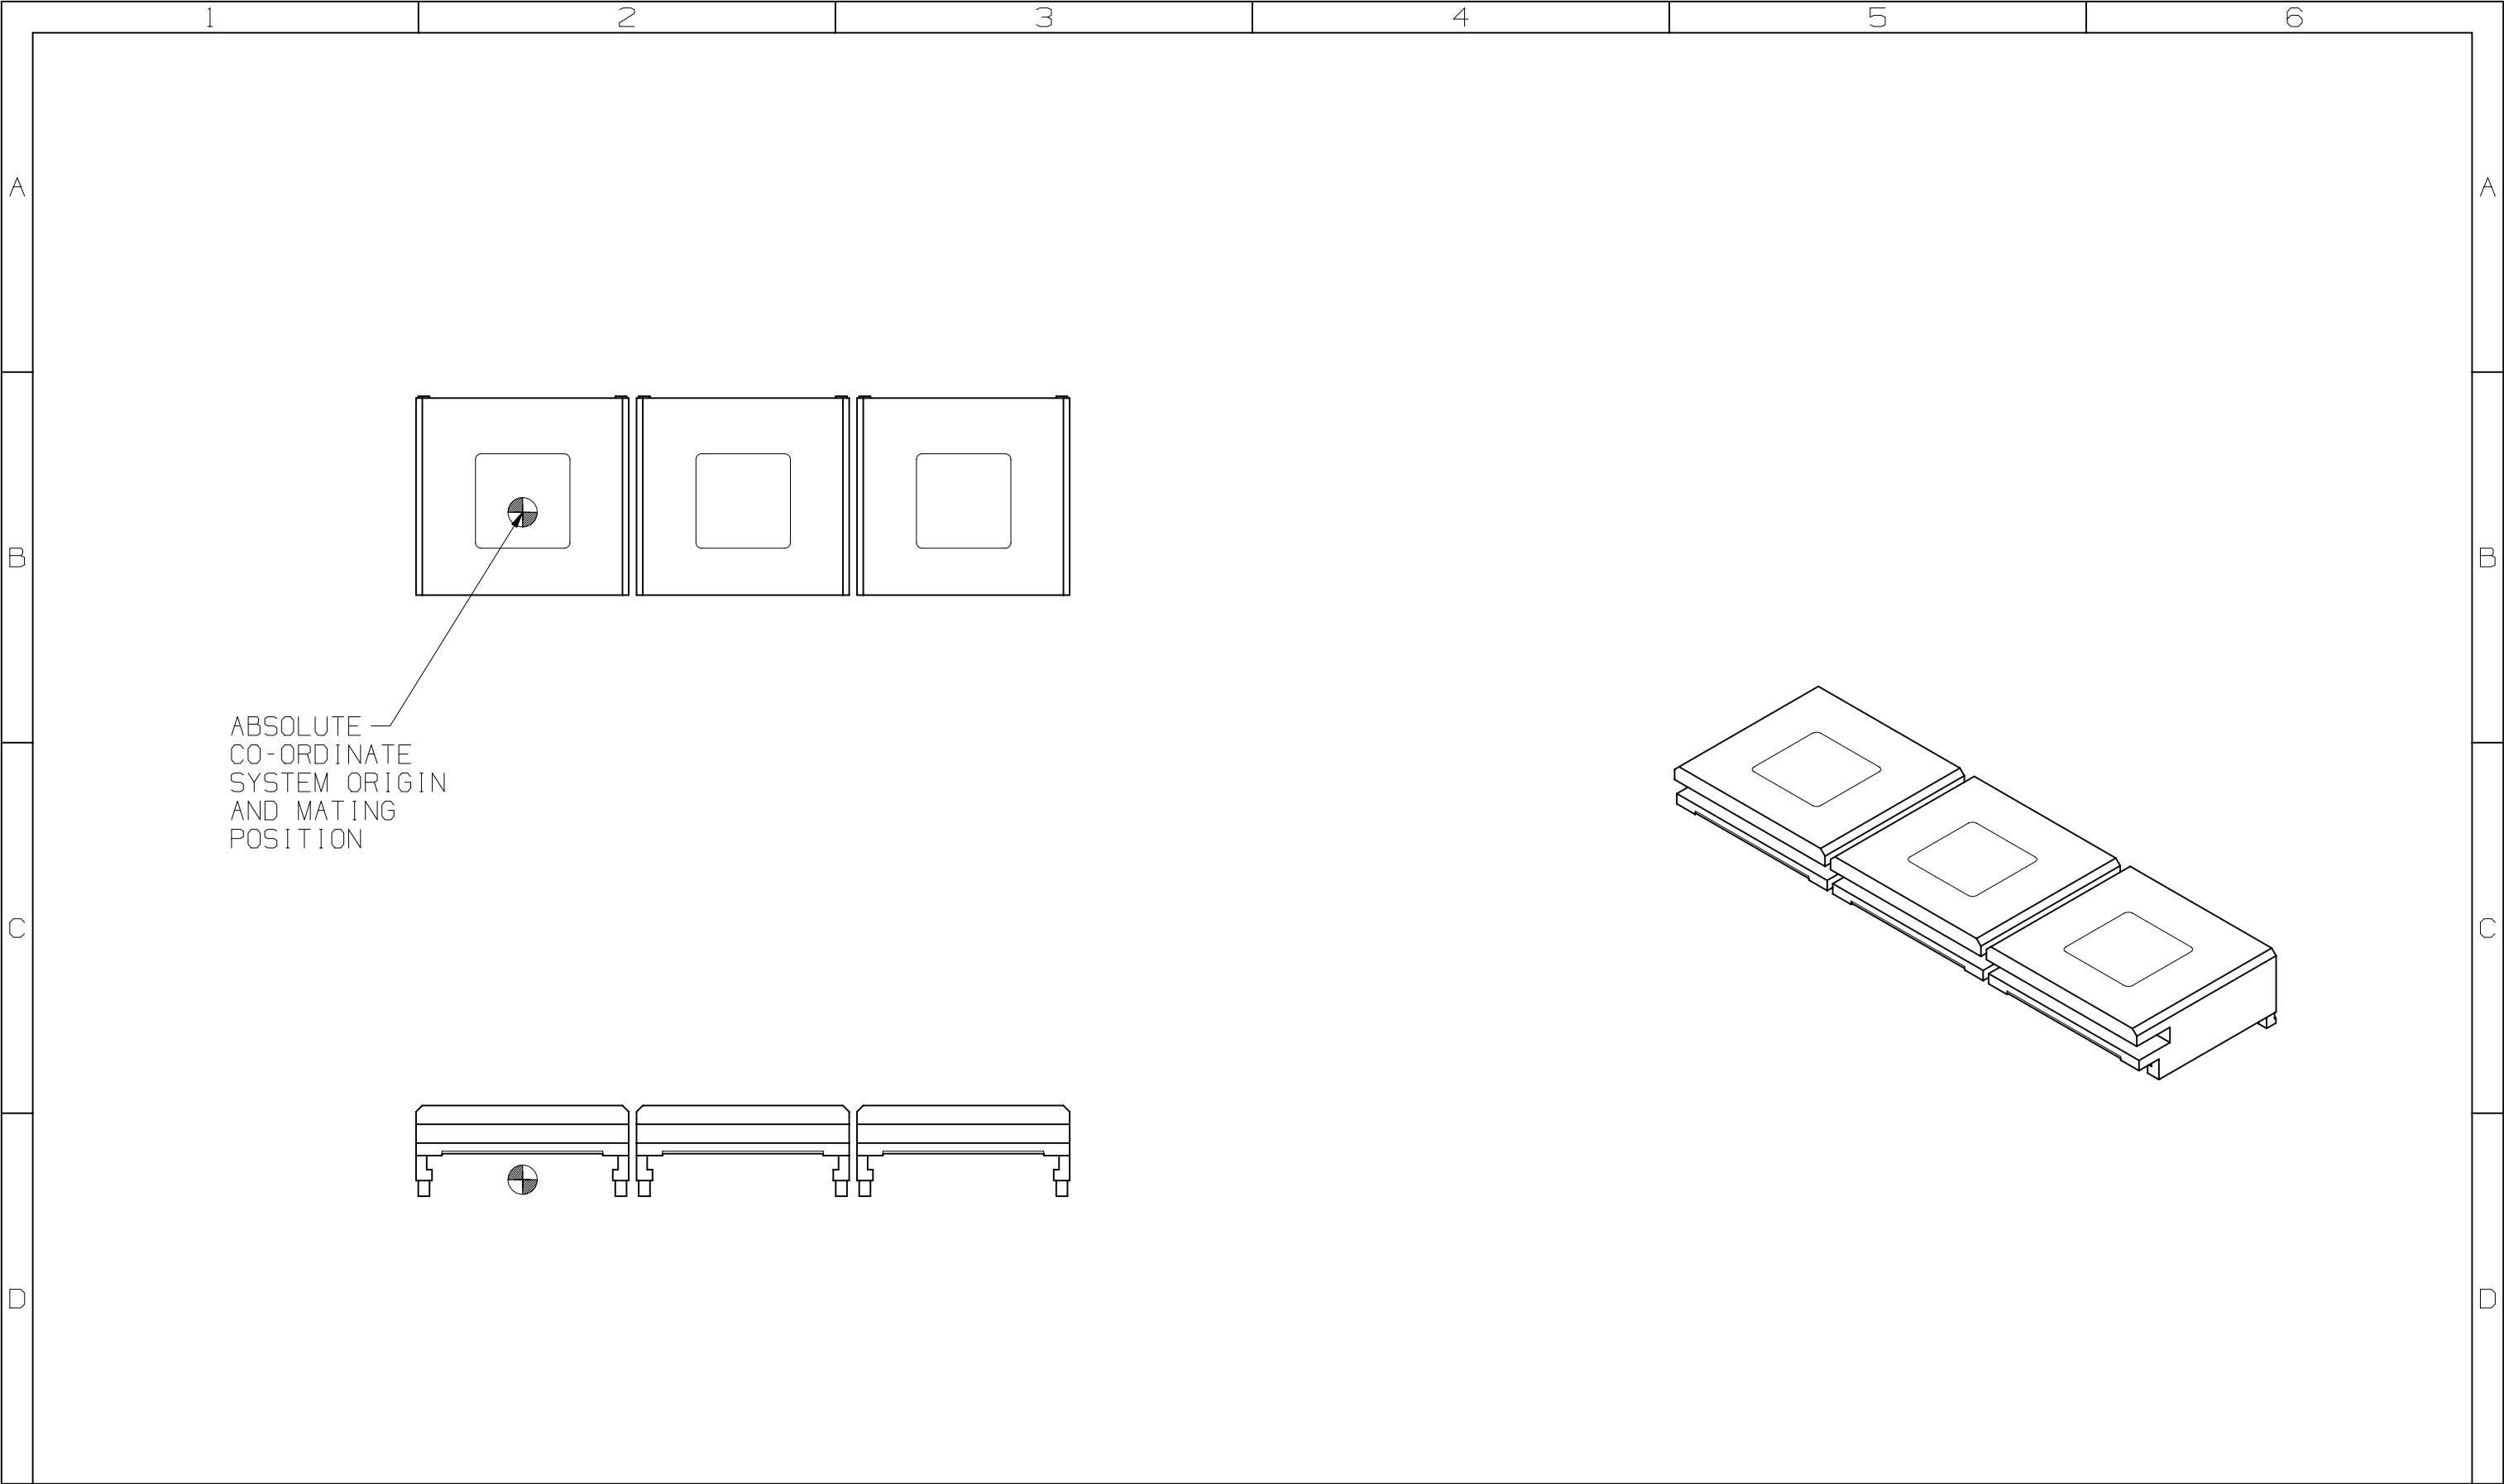 1 2 3 4 5 6
A A
B B
ABSOLUTE
CO-ORDINATE
SYSTEM ORIGIN
AND MATING
POSITION
C C
D D